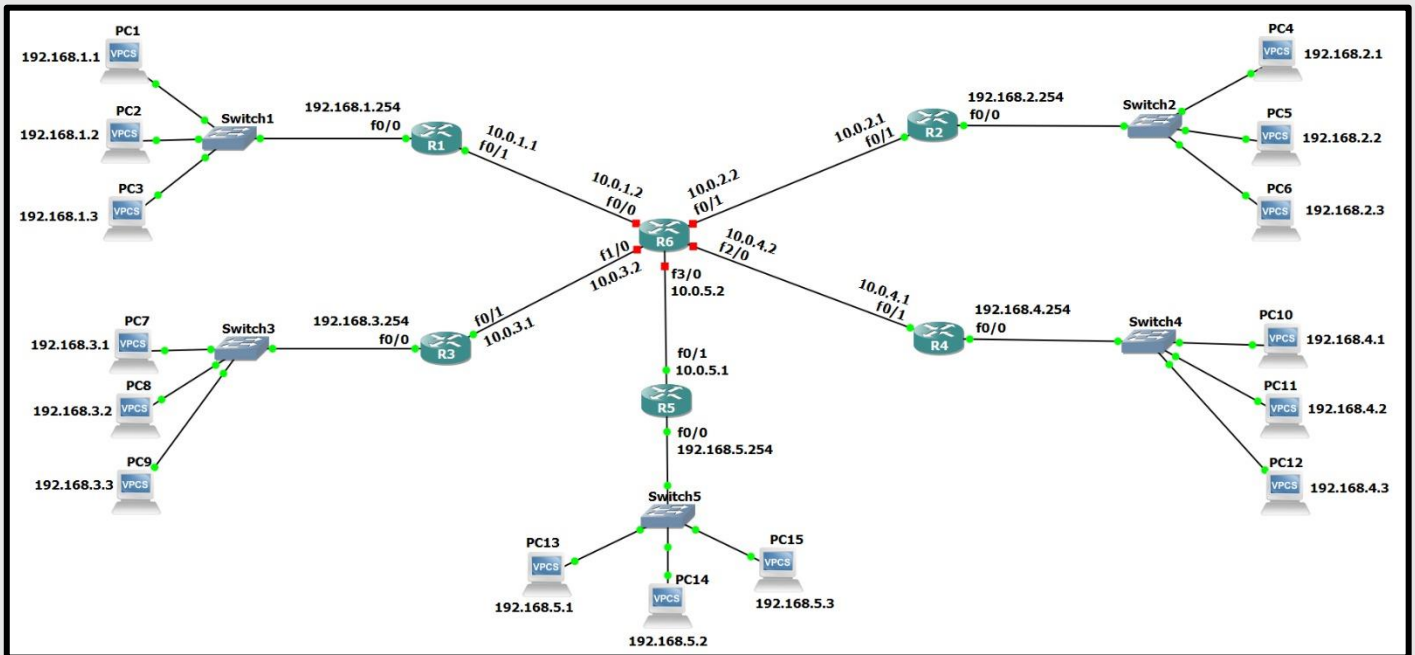 PC1
192.168.1.1
VPCS
PC2
192.168.1.2
VPCS
PC3
192.168.1.3
VPCS
Switch1
192.168.1.254
f0/0
R1
10.0.1.1
f0/1
10.0.1.2
f0/0
PC4
192.168.2.1
VPCS
PC5
192.168.2.2
VPCS
PC6
192.168.2.3
VPCS
Switch2
192.168.2.254
f0/0
R2
10.0.2.1
f0/1
10.0.2.2
f0/1
R6
f1/0
10.0.3.2
f3/0
10.0.5.2
10.0.4.2
f2/0
PC7
192.168.3.1
VPCS
PC8
192.168.3.2
VPCS
PC9
192.168.3.3
VPCS
Switch3
192.168.3.254
f0/0
R3
f0/1
10.0.3.1
10.0.4.1
f0/1
R4
192.168.4.254
f0/0
Switch4
PC10
192.168.4.1
VPCS
PC11
192.168.4.2
VPCS
PC12
192.168.4.3
VPCS
f0/1
10.0.5.1
R5
f0/0
192.168.5.254
Switch5
PC13
VPCS
192.168.5.1
PC14
VPCS
192.168.5.2
PC15
VPCS
192.168.5.3